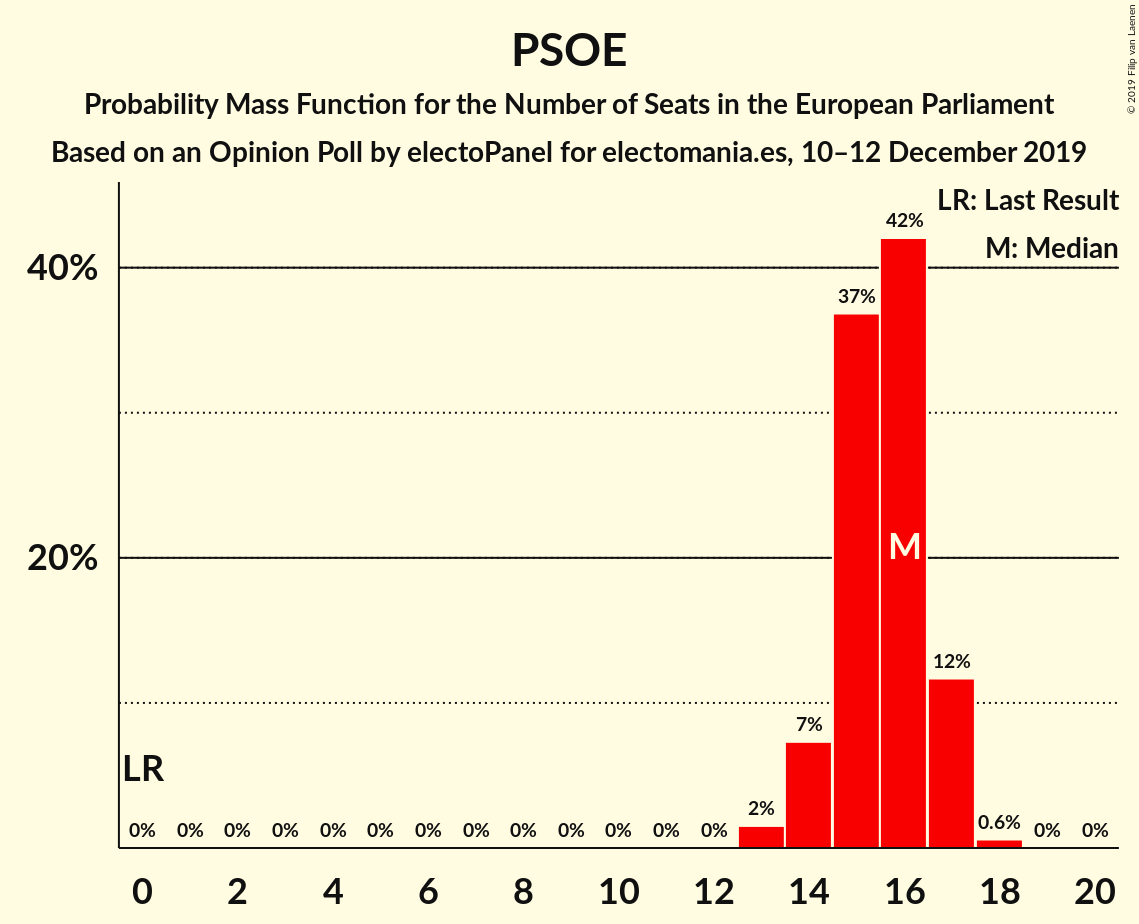 PSOE
Probability Mass Function for the Number of Seats in the European Parliament
Based on an Opinion Poll by electoPanel for electomania.es, 10–12 December 2019
© 2019 Filip van Laenen
LR: Last Result
M: Median
40%
20%
42%
37%
M
12%
7%
LR
2%
0.6%
0% 0% 0% 0% 0% 0% 0% 0% 0% 0% 0% 0% 0% 0% 0%
0 2 4 6 8 10 12 14 16 18 20